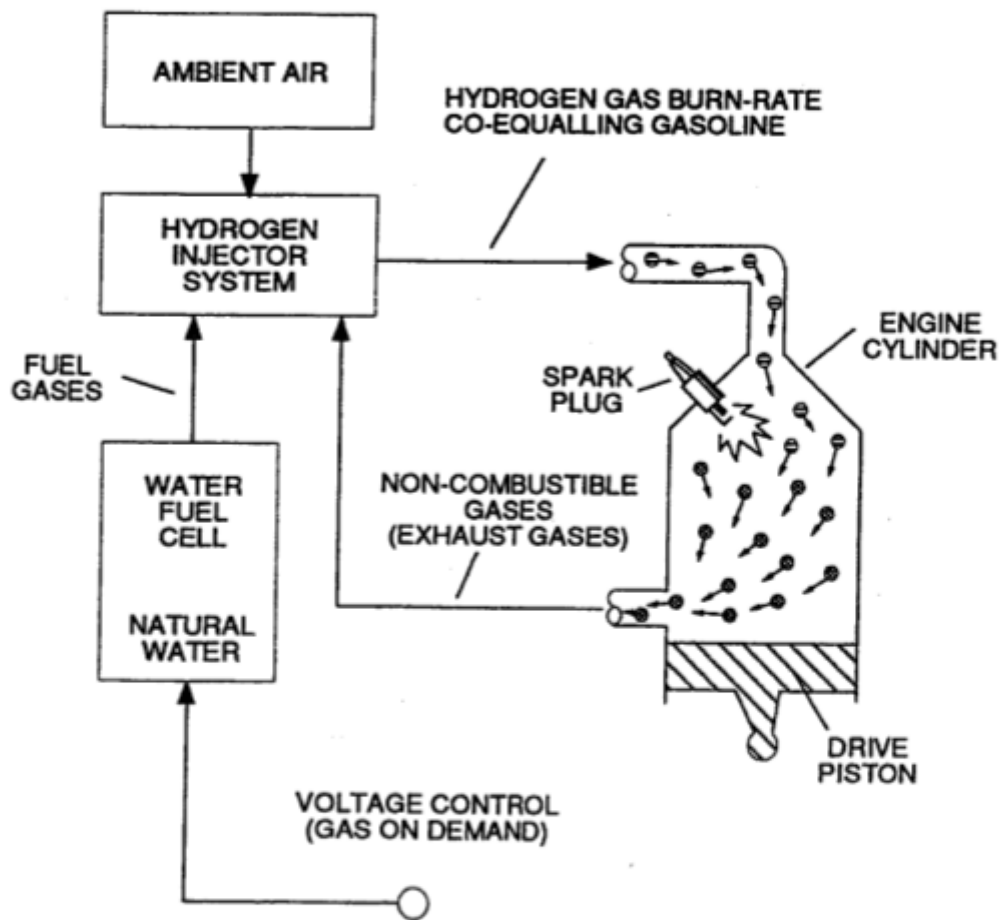 AMBIENT AIR
HYDROGEN GAS BURN-RATE
CO-EQUALLING GASOLINE
HYDROGEN
INJECTOR
SYSTEM
ENGINE
CYLINDER
FUEL
GASES
SPARK
PLUG
NON-COMBUSTIBLE
GASES
(EXHAUST GASES)
WATER
FUEL
CELL
NATURAL
WATER
DRIVE
PISTON
VOLTAGE CONTROL
(GAS ON DEMAND)